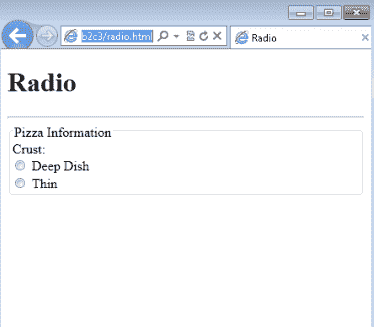 b2c3/radio.html
Radio
Radio
Pizza Information
Crust:
Deep Dish
Thin